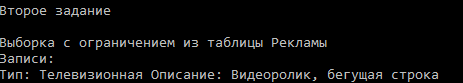 Второе задание
Выборка с ограничением из таблицы Рекламы
Записи:
Тип: Телевизионная Описание: Видеоролик, бегущая строка